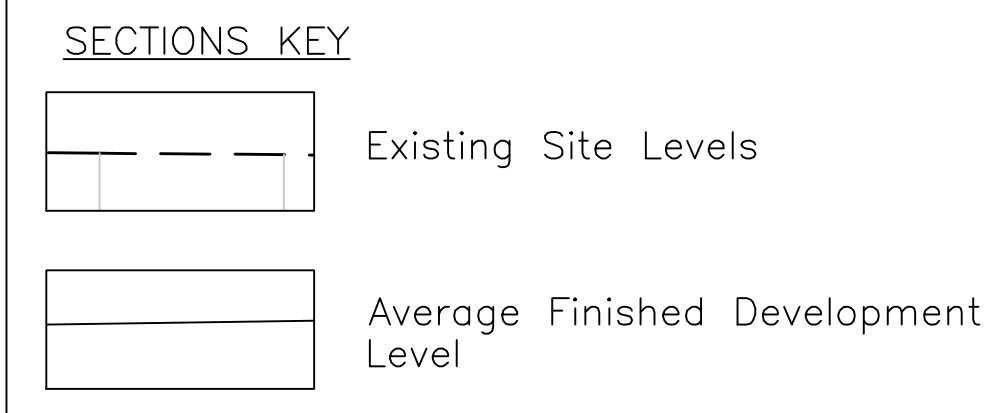 SECTIONS KEY
Existing Site Levels
Average Finished Development
Level